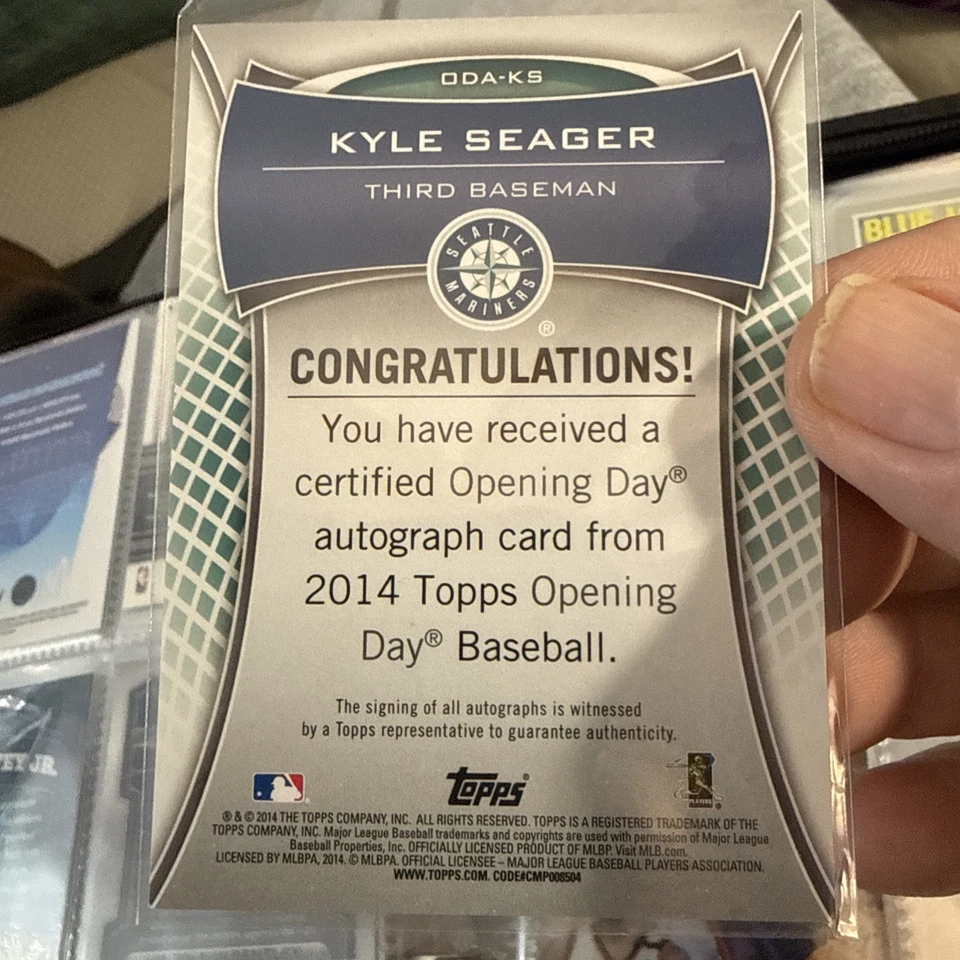 ODA-KS
KYLE SEAGER
THIRD BASEMAN
SEATTLE
MARINERS
®
CONGRATULATIONS!
You have received a
certified Opening Day®
autograph card from
2014 Topps Opening
Day® Baseball.
The signing of all autographs is witnessed
by a Topps representative to guarantee authenticity.
Topps
PLAYERS
® & © 2014 THE TOPPS COMPANY, INC. ALL RIGHTS RESERVED. TOPPS IS A REGISTERED TRADEMARK OF THE
TOPPS COMPANY, INC. Major League Baseball trademarks and copyrights are used with permission of Major League
Baseball Properties, Inc. OFFICIALLY LICENSED PRODUCT OF MLBP. Visit MLB.com.
LICENSED BY MLBPA, 2014. © MLBPA. OFFICIAL LICENSEE – MAJOR LEAGUE BASEBALL PLAYERS ASSOCIATION.
WWW.TOPPS.COM. CODE#CMP008504
BLUE
EY JR.